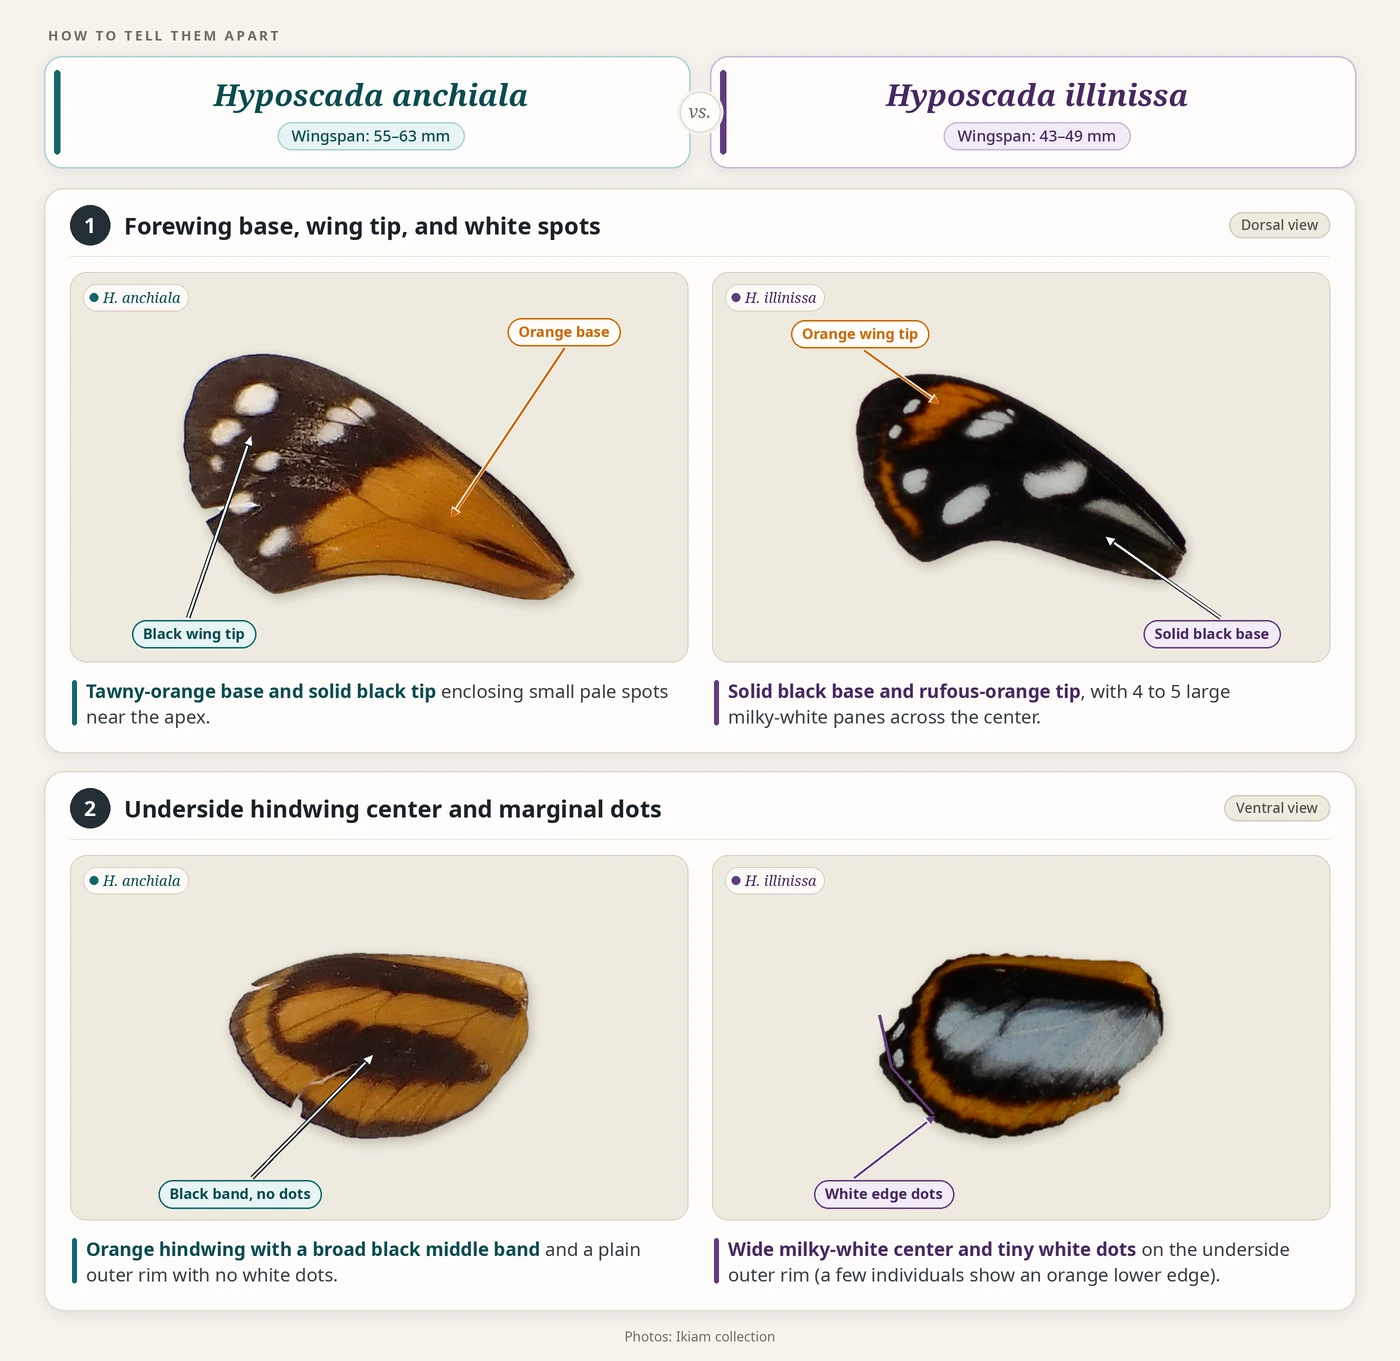 HOW TO TELL THEM APART
Hyposcada anchiala
Wingspan: 55–63 mm
vs.
Hyposcada illinissa
Wingspan: 43–49 mm
1 Forewing base, wing tip, and white spots
Dorsal view
H. anchiala
Orange base
Black wing tip
H. illinissa
Orange wing tip
Solid black base
Tawny-orange base and solid black tip enclosing small pale spots
near the apex.
Solid black base and rufous-orange tip, with 4 to 5 large
milky-white panes across the center.
2 Underside hindwing center and marginal dots
Ventral view
H. anchiala
Black band, no dots
H. illinissa
White edge dots
Orange hindwing with a broad black middle band and a plain
outer rim with no white dots.
Wide milky-white center and tiny white dots on the underside
outer rim (a few individuals show an orange lower edge).
Photos: Ikiam collection